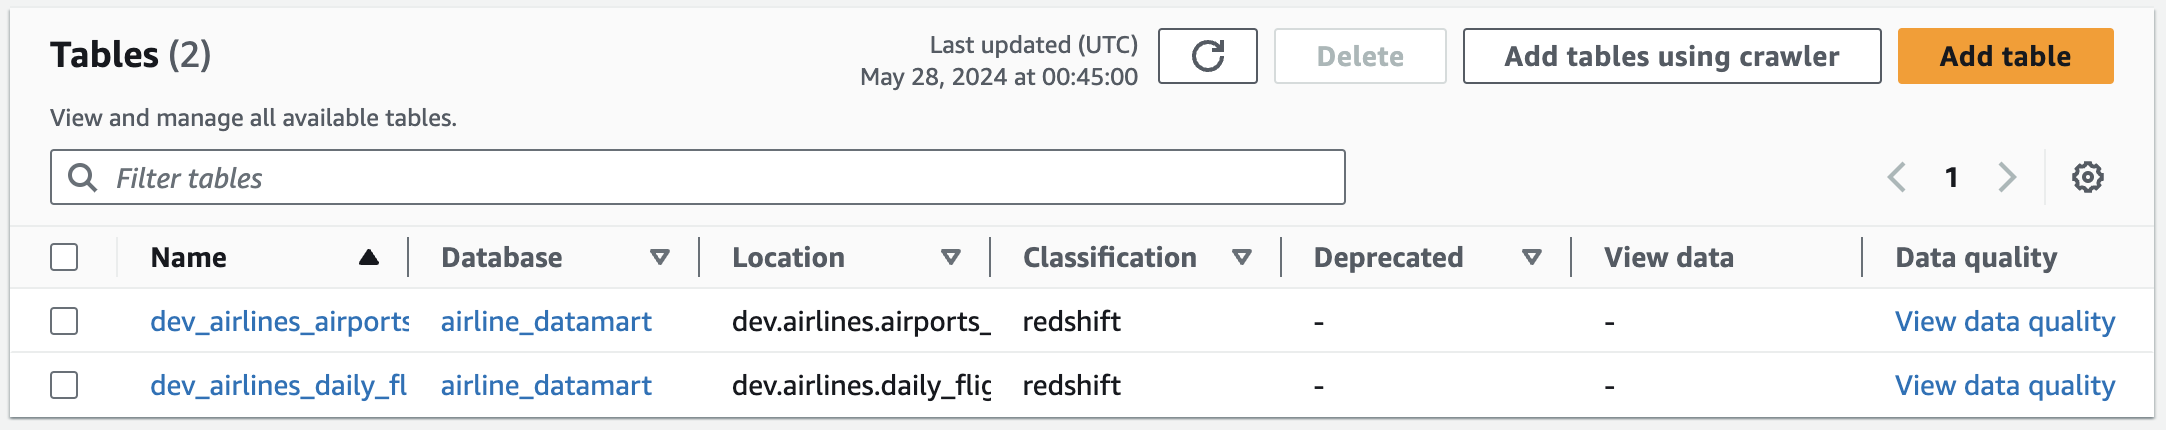 Tables (2)
Last updated (UTC)
May 28, 2024 at 00:45:00
Delete
Add tables using crawler
Add table
View and manage all available tables.
Filter tables
1
Name Database Location Classification Deprecated View data Data quality
dev_airlines_airports airline_datamart dev.airlines.airports_ redshift - - View data quality
dev_airlines_daily_fl airline_datamart dev.airlines.daily_flig redshift - - View data quality